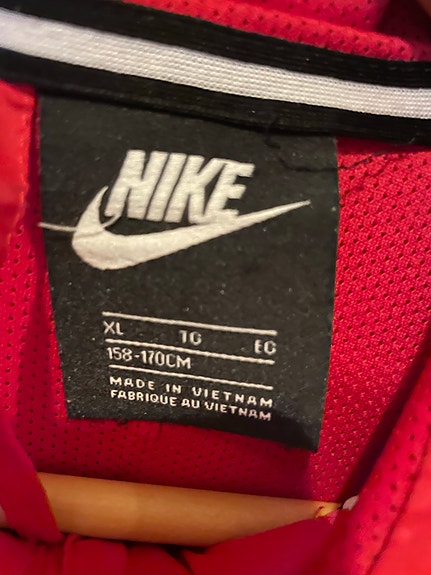 NIKE
XL TG EG
158-170CM
MADE IN VIETNAM
FABRIQUE AU VIETNAM